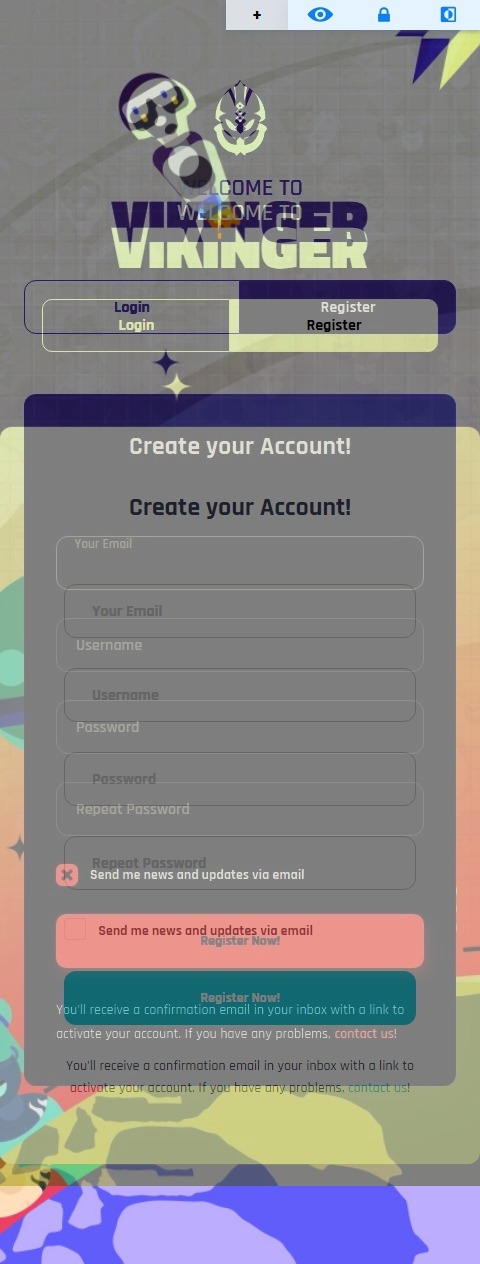 +
WELCOME TO
WELCOME TO
VIKINGER
VIKINGER
Login Register
Login Register
Create your Account!
Create your Account!
Your Email
Your Email
Username
Username
Password
Password
Repeat Password
Repeat Password
Send me news and updates via email
Send me news and updates via email
Register Now!
Register Now!
You'll receive a confirmation email in your inbox with a link to
activate your account. If you have any problems, contact us!
You'll receive a confirmation email in your inbox with a link to
activate your account. If you have any problems, contact us!